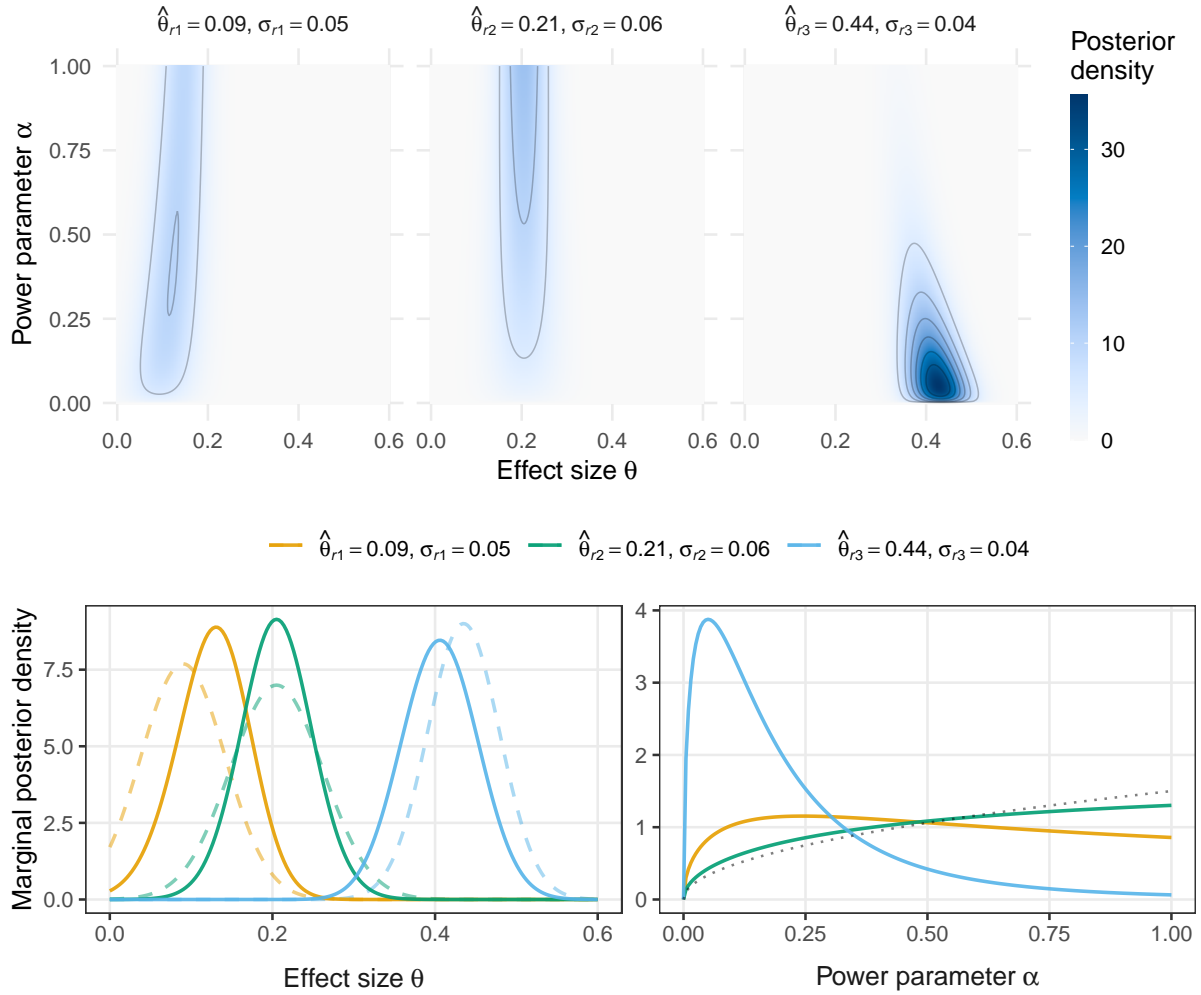 θ̂r1 = 0.09, σr1 = 0.05
θ̂r2 = 0.21, σr2 = 0.06
θ̂r3 = 0.44, σr3 = 0.04
Posterior
density
30
20
10
0
Power parameter α
1.00
0.75
0.50
0.25
0.00
0.0 0.2 0.4 0.6
0.0 0.2 0.4 0.6
0.0 0.2 0.4 0.6
Effect size θ
θ̂r1 = 0.09, σr1 = 0.05
θ̂r2 = 0.21, σr2 = 0.06
θ̂r3 = 0.44, σr3 = 0.04
Marginal posterior density
7.5
5.0
2.5
0.0
0.0 0.2 0.4 0.6
Effect size θ
4
3
2
1
0
0.00 0.25 0.50 0.75 1.00
Power parameter α